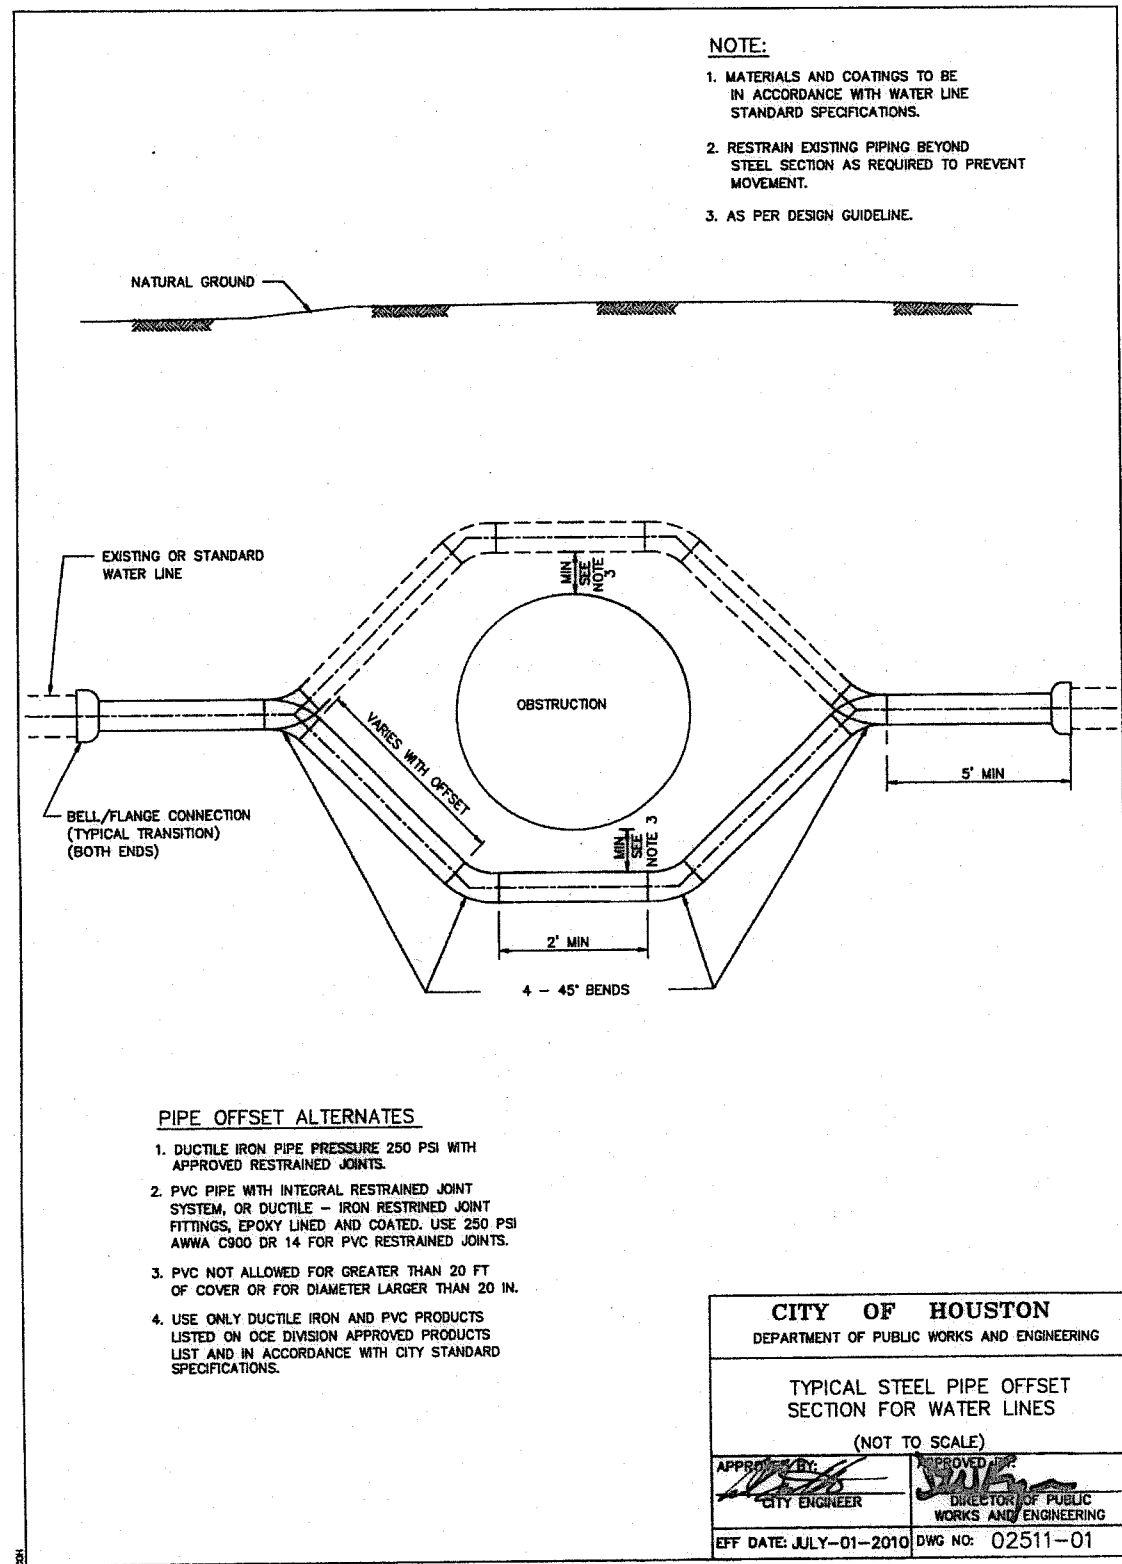 NOTE:
1. MATERIALS AND COATINGS TO BE
IN ACCORDANCE WITH WATER LINE
STANDARD SPECIFICATIONS.
2. RESTRAIN EXISTING PIPING BEYOND
STEEL SECTION AS REQUIRED TO PREVENT
MOVEMENT.
3. AS PER DESIGN GUIDELINE.
NATURAL GROUND
EXISTING OR STANDARD
WATER LINE
MIN
SEE
NOTE
3
OBSTRUCTION
VARIES WITH OFFSET
5' MIN
BELL/FLANGE CONNECTION
(TYPICAL TRANSITION)
(BOTH ENDS)
MIN
SEE
NOTE 3
2' MIN
4 - 45° BENDS
PIPE OFFSET ALTERNATES
1. DUCTILE IRON PIPE PRESSURE 250 PSI WITH
APPROVED RESTRAINED JOINTS.
2. PVC PIPE WITH INTEGRAL RESTRAINED JOINT
SYSTEM, OR DUCTILE - IRON RESTRINED JOINT
FITTINGS, EPOXY LINED AND COATED. USE 250 PSI
AWWA C900 DR 14 FOR PVC RESTRAINED JOINTS.
3. PVC NOT ALLOWED FOR GREATER THAN 20 FT
OF COVER OR FOR DIAMETER LARGER THAN 20 IN.
4. USE ONLY DUCTILE IRON AND PVC PRODUCTS
LISTED ON OCE DIVISION APPROVED PRODUCTS
LIST AND IN ACCORDANCE WITH CITY STANDARD
SPECIFICATIONS.
CITY OF HOUSTON
DEPARTMENT OF PUBLIC WORKS AND ENGINEERING
TYPICAL STEEL PIPE OFFSET
SECTION FOR WATER LINES
(NOT TO SCALE)
APPROVED BY:
CITY ENGINEER
APPROVED BY:
DIRECTOR OF PUBLIC
WORKS AND ENGINEERING
EFF DATE: JULY-01-2010
DWG NO: 02511-01